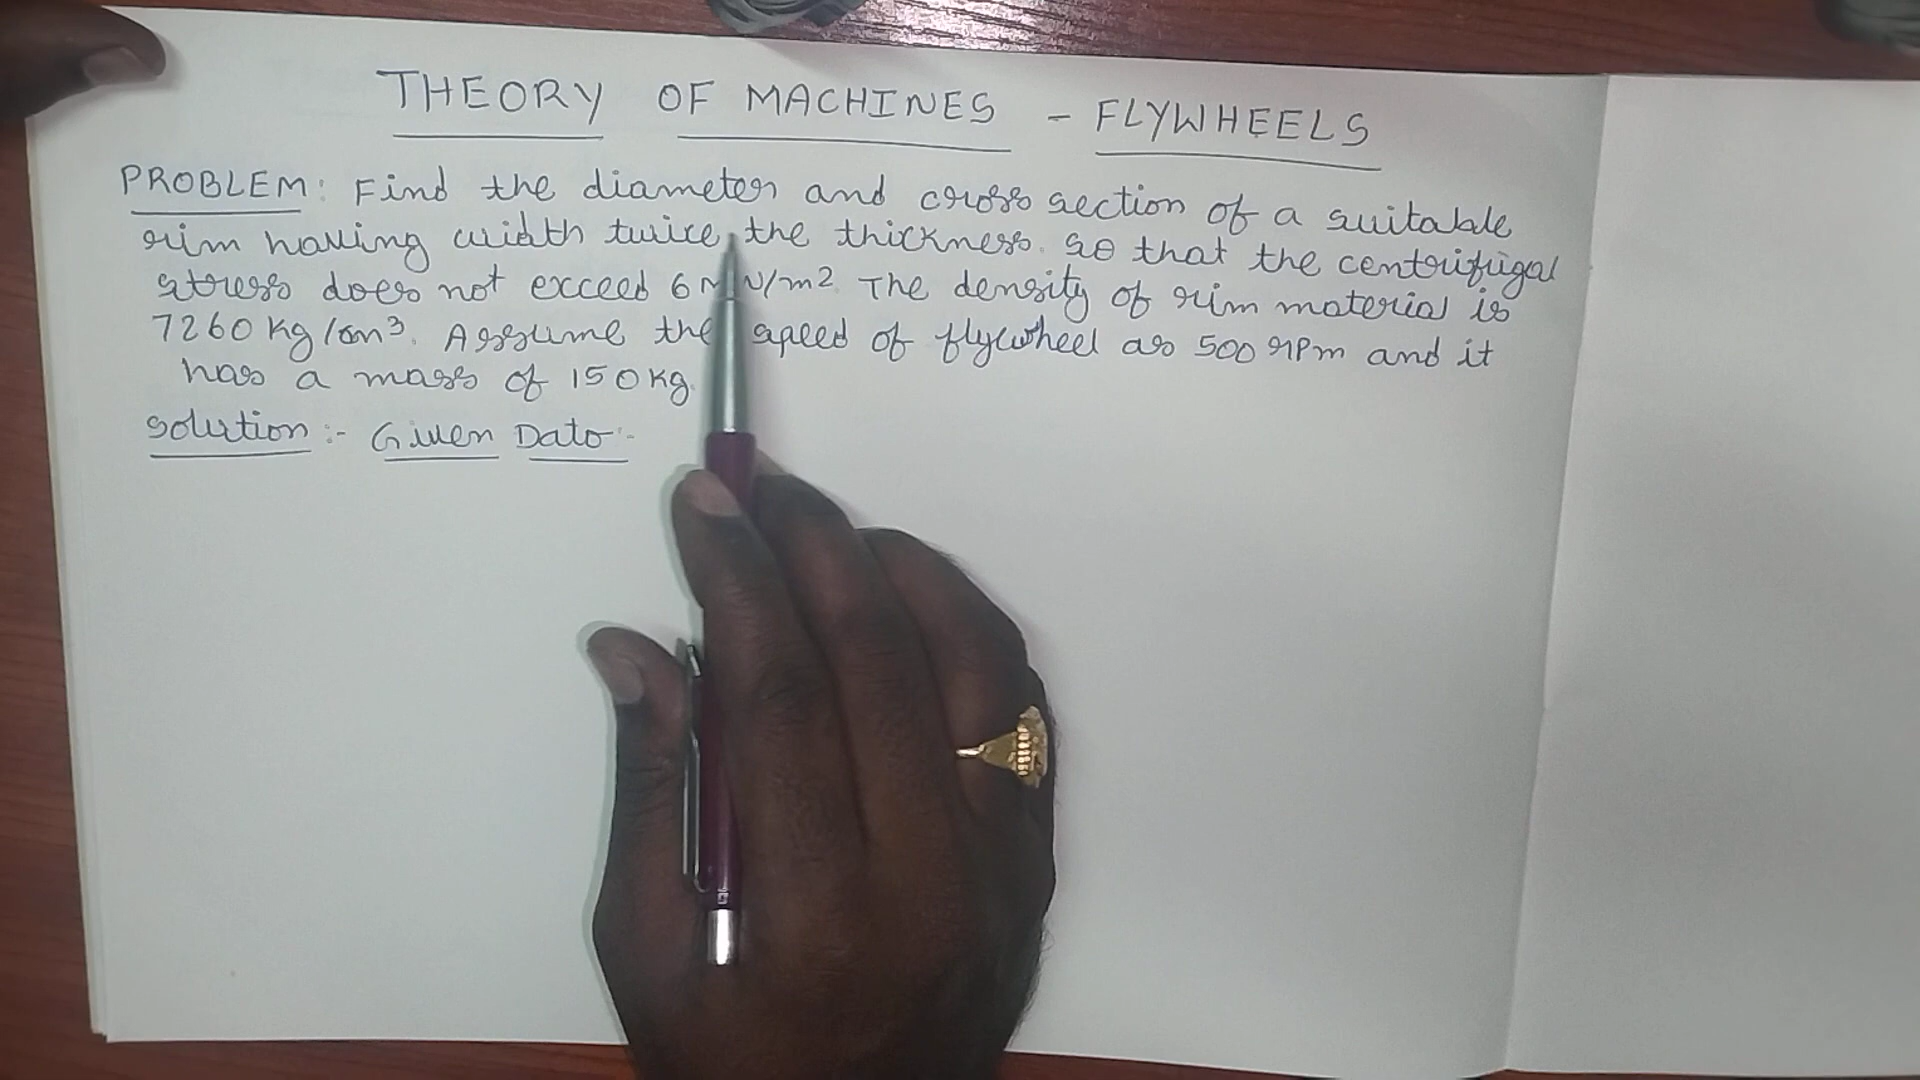 THEORY OF MACHINES - FLYWHEELS
PROBLEM: Find the diameter and cross section of a suitable
rim having width twice the thickness. so that the centrifugal
stress does not exceed 6 MN/m2 The density of rim material is
7260 kg/m3. Assume the speed of flywheel as 500 rpm and it
has a mass of 150 kg.
Solution :- Given Data :-